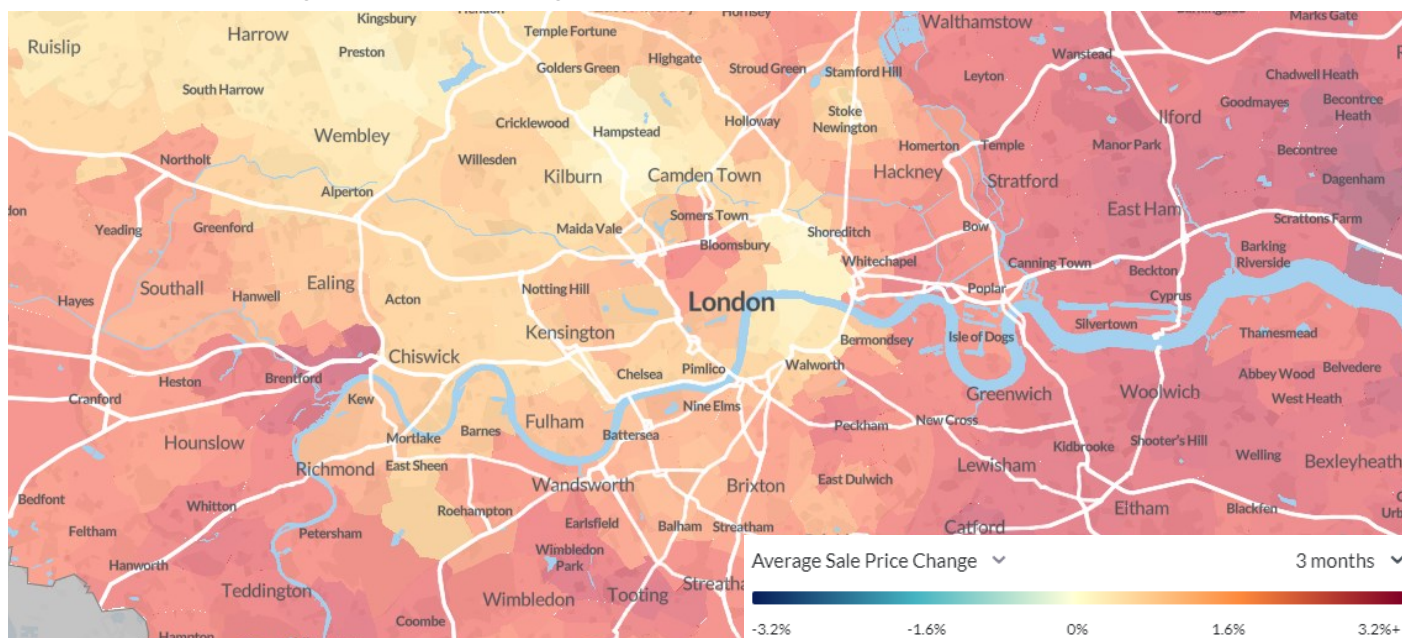 Kingsbury
Hornsey
Marks Gate
Harrow
Temple Fortune
Walthamstow
Ruislip
Preston
Highgate
Wanstead
Golders Green
Stroud Green
Stamford Hill
Leyton
Chadwell Heath
South Harrow
Goodmayes
Becontree
Heath
Stoke
Newington
Ilford
Cricklewood
Hampstead
Holloway
Wembley
Homerton
Temple
Manor Park
Becontree
Northolt
Willesden
Kilburn
Camden Town
Hackney
Stratford
Dagenham
Alperton
East Ham
don
Somers Town
Scrattons Farm
Yeading
Greenford
Maida Vale
Shoreditch
Bow
Bloomsbury
Barking
Riverside
Whitechapel
Canning Town
Beckton
Ealing
Southall
Hanwell
Notting Hill
Poplar
Hayes
Acton
London
Cyprus
Silvertown
Kensington
Isle of Dogs
Thamesmead
Bermondsey
Chiswick
Walworth
Belvedere
Heston
Brentford
Chelsea
Pimlico
Abbey Wood
Cranford
Kew
Nine Elms
Greenwich
Woolwich
West Heath
Fulham
New Cross
Peckham
Barnes
Battersea
Hounslow
Mortlake
Kidbrooke
Shooter's Hill
Welling
Bexleyheath
Richmond
East Sheen
Lewisham
Wandsworth
Brixton
East Dulwich
Bedfont
Whitton
Roehampton
Eltham
Blackfen
Urb
Feltham
Petersham
Earlsfield
Balham
Streatham
Catford
Wimbledon
Park
Hanworth
Teddington
Wimbledon
Tooting
Streatha
Coombe
Hampton
Average Sale Price Change
3 months
-3.2%
-1.6%
0%
1.6%
3.2%+